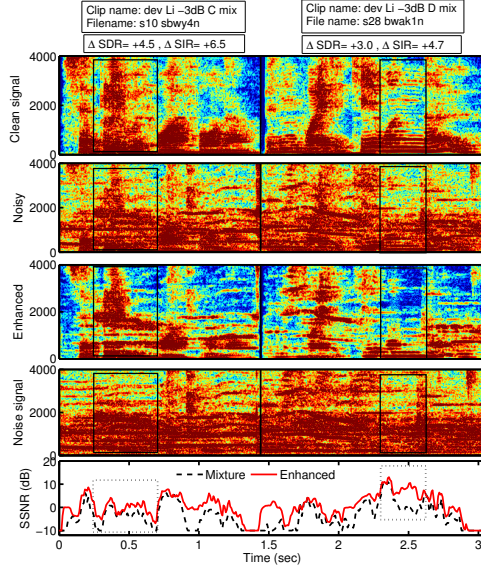 Clip name: dev Li −3dB C mix
Filename: s10 sbwy4n
Clip name: dev Li −3dB D mix
File name: s28 bwak1n
Δ SDR= +4.5 , Δ SIR= +6.5
Δ SDR= +3.0 , Δ SIR= +4.7
4000
2000
0
Clean signal
4000
2000
0
Noisy
4000
2000
0
Enhanced
4000
2000
0
Noise signal
20
10
0
−10
SSNR (dB)
Mixture
Enhanced
0 0.5 1 1.5 2 2.5 3
Time (sec)